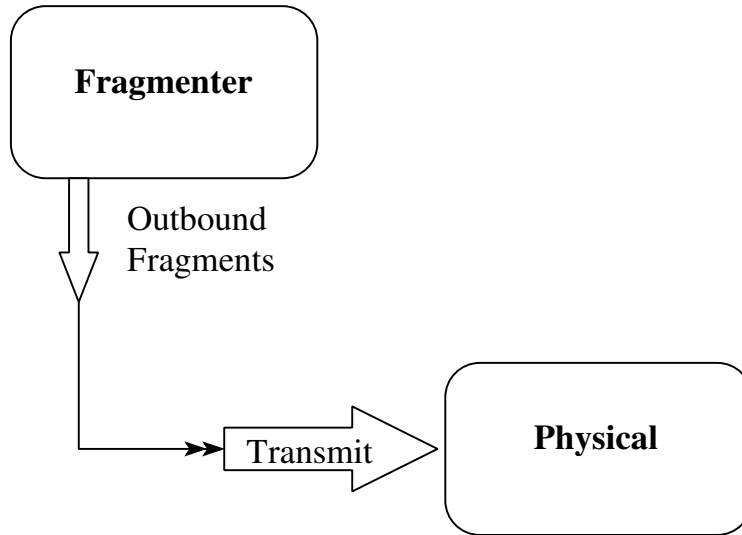 Fragmenter
Outbound
Fragments
Transmit
Physical